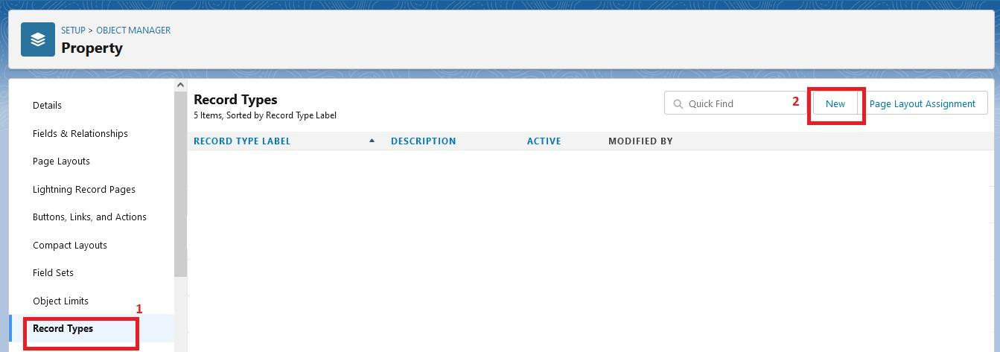 SETUP > OBJECT MANAGER
Property
Details
Fields & Relationships
Page Layouts
Lightning Record Pages
Buttons, Links, and Actions
Compact Layouts
Field Sets
Object Limits
1
Record Types
Record Types
5 Items, Sorted by Record Type Label
Quick Find
2
New
Page Layout Assignment
RECORD TYPE LABEL DESCRIPTION ACTIVE MODIFIED BY